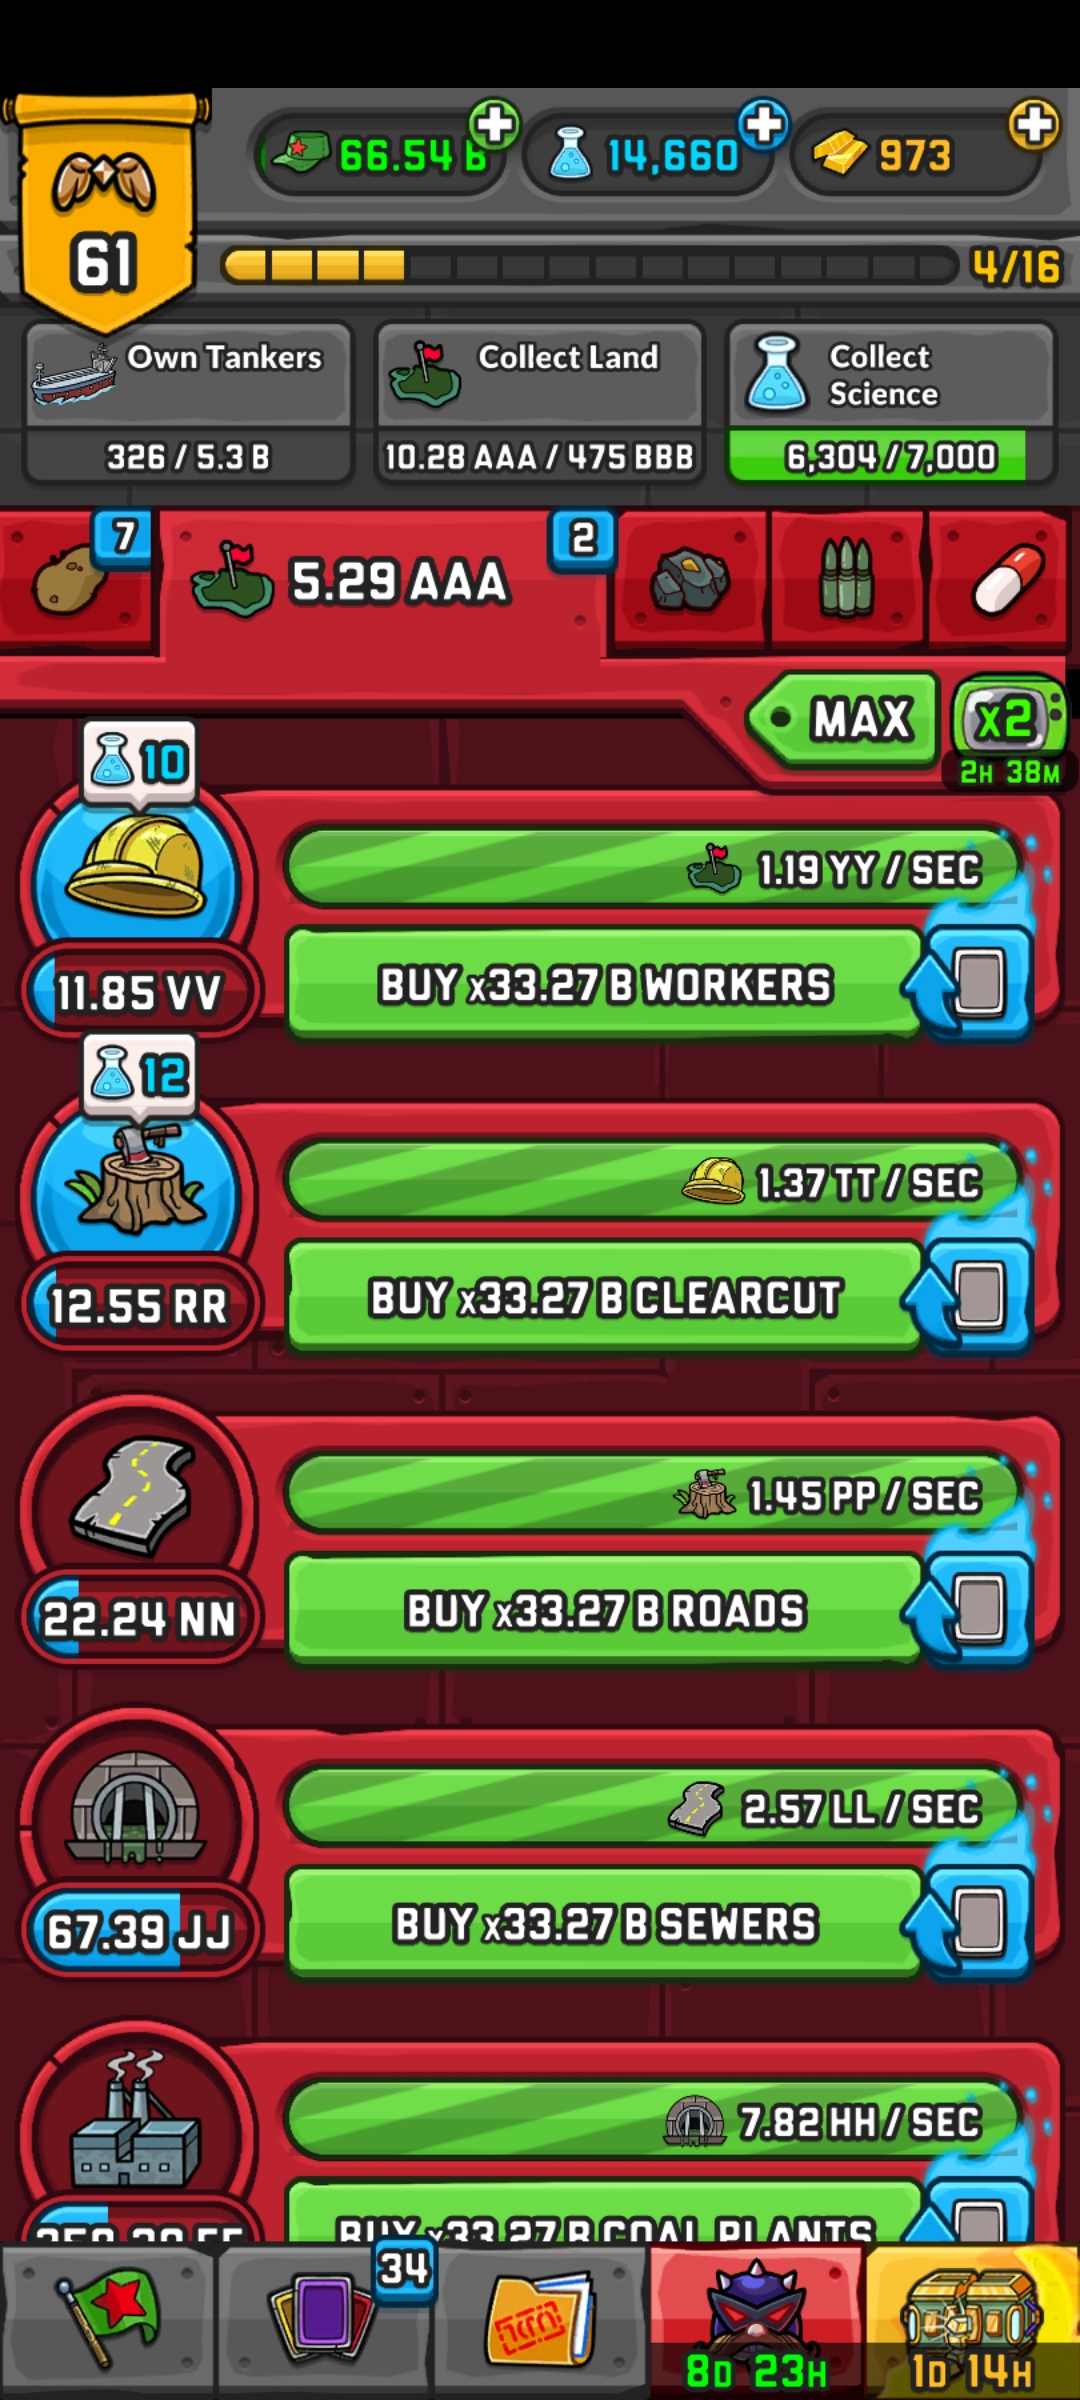 66.54 B
14,660
973
61
4/16
Own Tankers
326 / 5.3 B
Collect Land
10.28 AAA / 475 BBB
Collect
Science
6,304 / 7,000
7
5.29 AAA
2
MAX
x2
2H 38M
10
1.19 YY / SEC
11.85 VV
BUY x33.27 B WORKERS
12
1.37 TT / SEC
12.55 RR
BUY x33.27 B CLEARCUT
1.45 PP / SEC
22.24 NN
BUY x33.27 B ROADS
2.57 LL / SEC
67.39 JJ
BUY x33.27 B SEWERS
7.82 HH / SEC
BUY x33.27 B COAL PLANTS
34
8D 23H
1D 14H